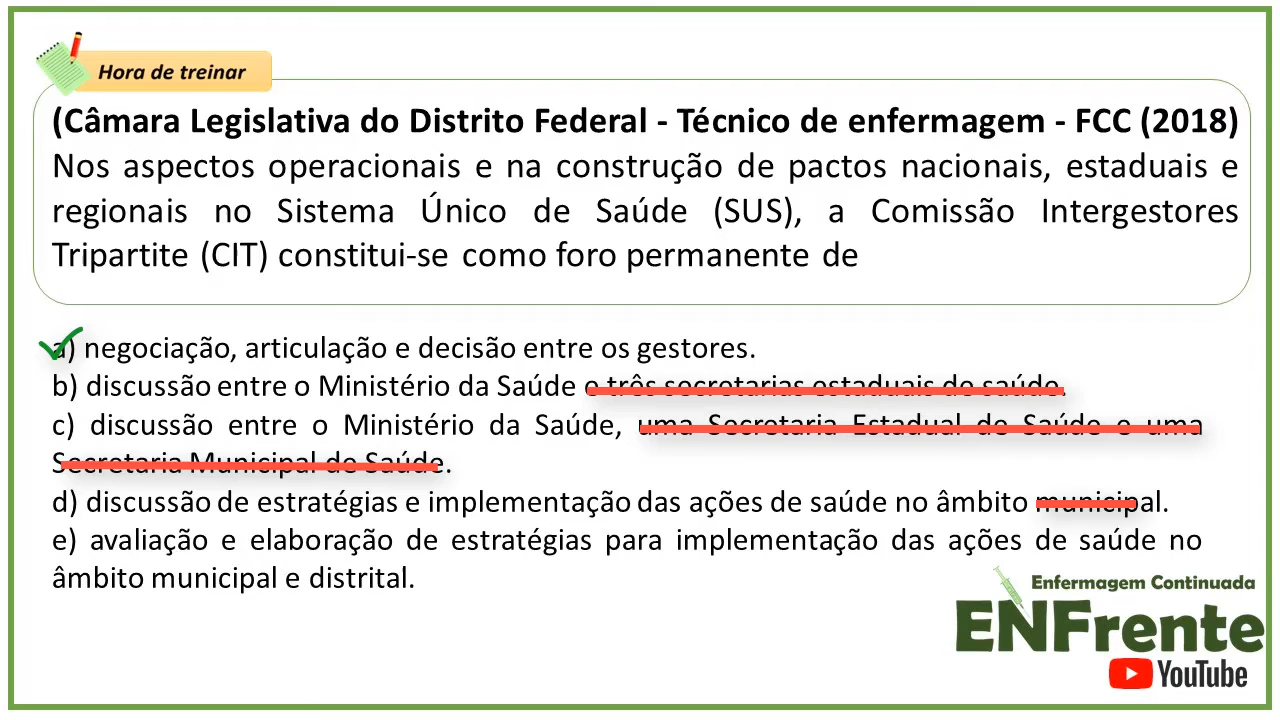 Hora de treinar
(Câmara Legislativa do Distrito Federal - Técnico de enfermagem - FCC (2018)
Nos aspectos operacionais e na construção de pactos nacionais, estaduais e
regionais no Sistema Único de Saúde (SUS), a Comissão Intergestores
Tripartite (CIT) constitui-se como foro permanente de
a) negociação, articulação e decisão entre os gestores.
b) discussão entre o Ministério da Saúde e três secretarias estaduais de saúde.
c) discussão entre o Ministério da Saúde, uma Secretaria Estadual de Saúde e uma
Secretaria Municipal de Saúde.
d) discussão de estratégias e implementação das ações de saúde no âmbito municipal.
e) avaliação e elaboração de estratégias para implementação das ações de saúde no
âmbito municipal e distrital.
Enfermagem Continuada
ENFrente
YouTube